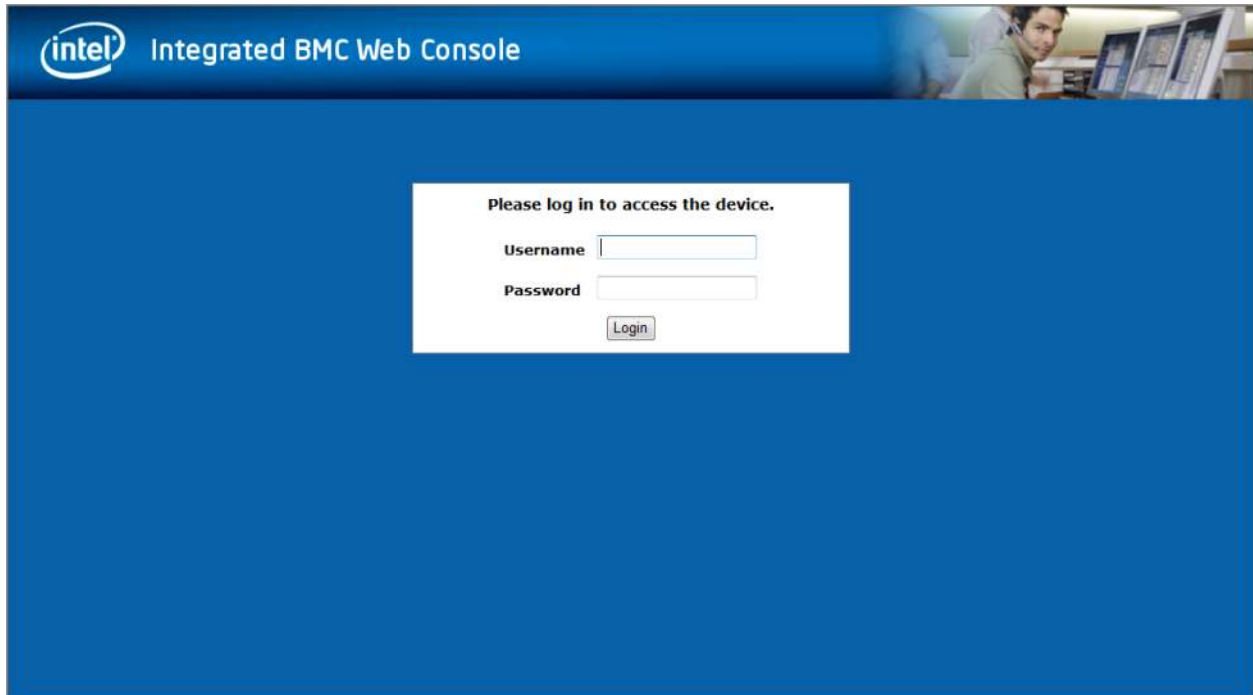 intel Integrated BMC Web Console
Please log in to access the device.
Username
Password
Login